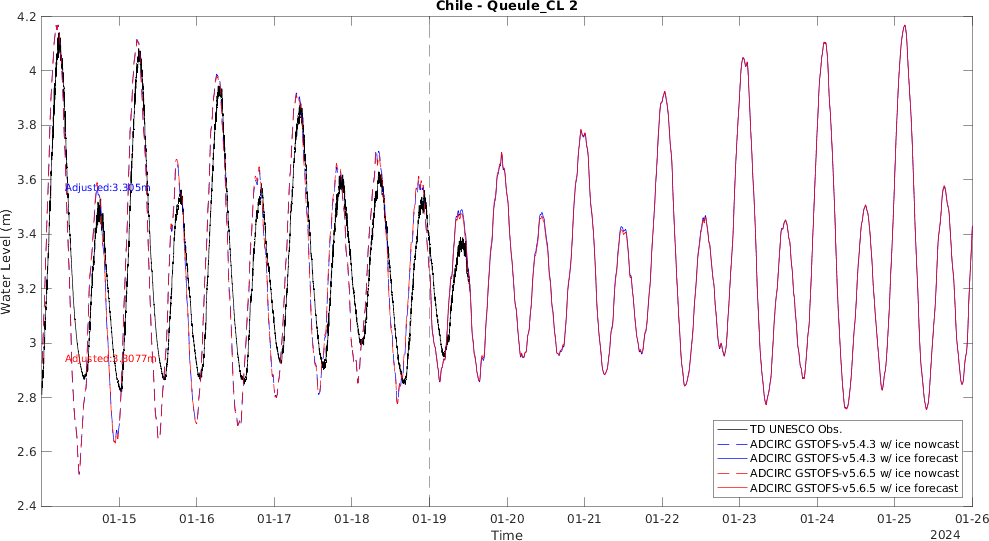 Chile - Queule_CL 2
4.2
4
3.8
3.6
3.4
3.2
3
2.8
2.6
2.4
Water Level (m)
Adjusted:3.305m
Adjusted:3.3077m
TD UNESCO Obs.
ADCIRC GSTOFS-v5.4.3 w/ ice nowcast
ADCIRC GSTOFS-v5.4.3 w/ ice forecast
ADCIRC GSTOFS-v5.6.5 w/ ice nowcast
ADCIRC GSTOFS-v5.6.5 w/ ice forecast
01-15 01-16 01-17 01-18 01-19 01-20 01-21 01-22 01-23 01-24 01-25 01-26
Time
2024